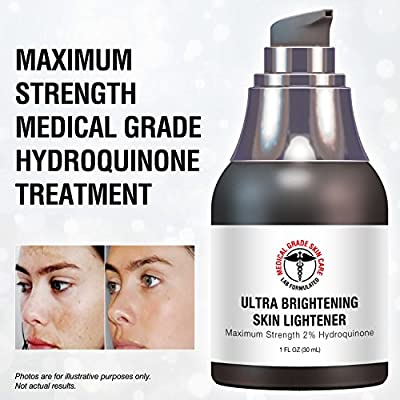 MAXIMUM
STRENGTH
MEDICAL GRADE
HYDROQUINONE
TREATMENT
MEDICAL GRADE SKIN CARE
LAB FORMULATED
ULTRA BRIGHTENING
SKIN LIGHTENER
Maximum Strength 2% Hydroquinone
1 FL OZ (30 mL)
Photos are for illustrative purposes only.
Not actual results.